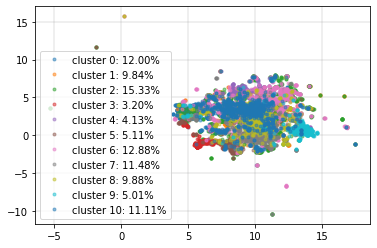 15
10
5
0
−5
−10
cluster 0: 12.00%
cluster 1: 9.84%
cluster 2: 15.33%
cluster 3: 3.20%
cluster 4: 4.13%
cluster 5: 5.11%
cluster 6: 12.88%
cluster 7: 11.48%
cluster 8: 9.88%
cluster 9: 5.01%
cluster 10: 11.11%
−5 0 5 10 15